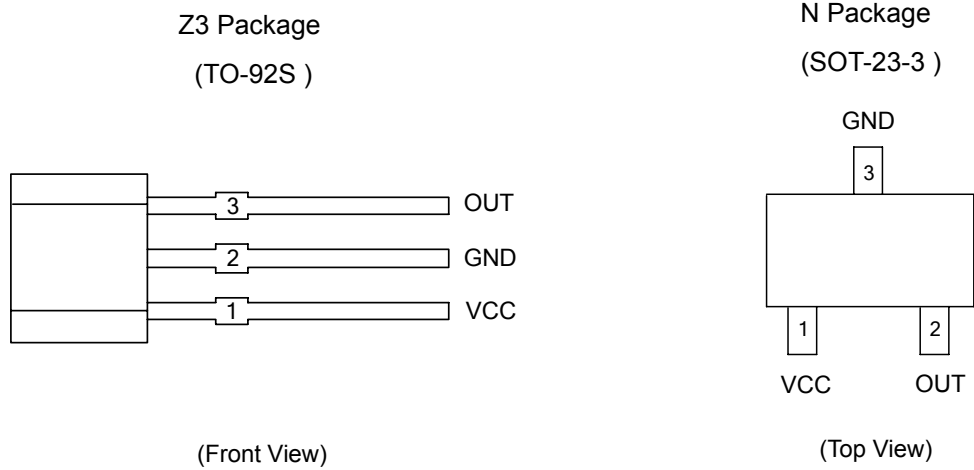 Z3 Package
(TO-92S )
3
OUT
2
GND
1
VCC
(Front View)
N Package
(SOT-23-3 )
GND
3
1
2
VCC
OUT
(Top View)